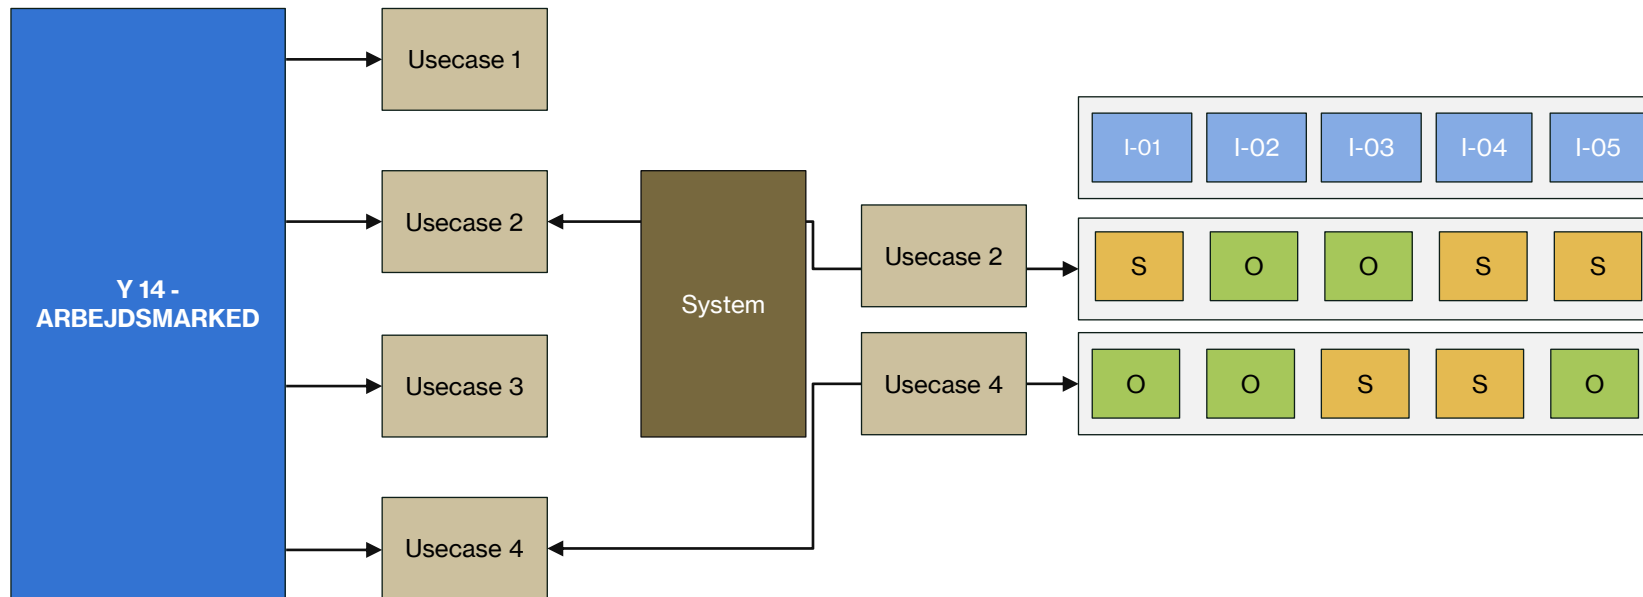 Y 14 -
ARBEJDSMARKED
Usecase 1
Usecase 2
Usecase 3
Usecase 4
System
Usecase 2
Usecase 4
I-01 I-02 I-03 I-04 I-05
S O O S S
O O S S O